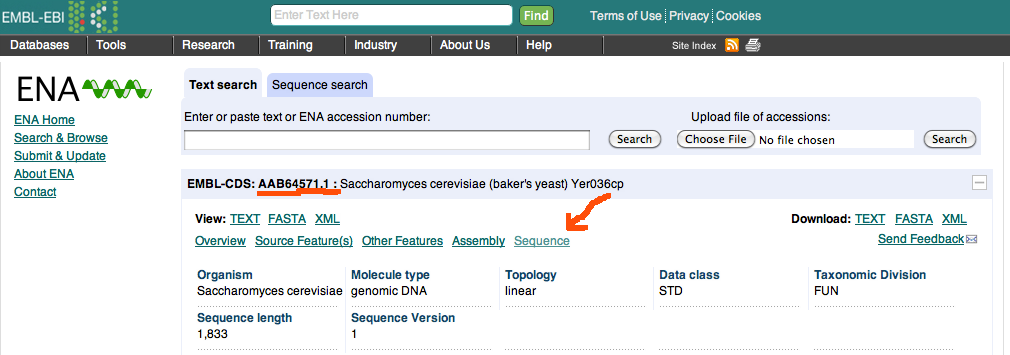 EMBL-EBI
Enter Text Here
Find
Terms of Use | Privacy | Cookies
Databases Tools Research Training Industry About Us Help Site Index
ENA
ENA Home
Search & Browse
Submit & Update
About ENA
Contact
Text search Sequence search
Enter or paste text or ENA accession number: Upload file of accessions:
Search Choose File No file chosen Search
EMBL-CDS: AAB64571.1 : Saccharomyces cerevisiae (baker's yeast) Yer036cp
View: TEXT FASTA XML Download: TEXT FASTA XML
Overview Source Feature(s) Other Features Assembly Sequence Send Feedback
Organism Molecule type Topology Data class Taxonomic Division
Saccharomyces cerevisiae genomic DNA linear STD FUN
Sequence length Sequence Version
1,833 1